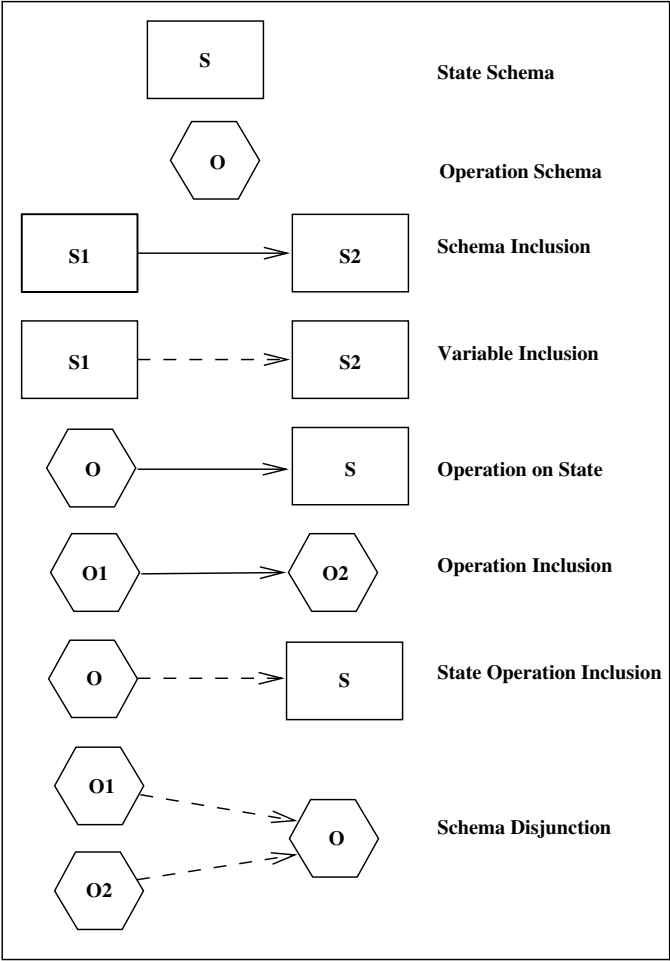 S State Schema
O Operation Schema
S1 S2 Schema Inclusion
S1 S2 Variable Inclusion
O S Operation on State
O1 O2 Operation Inclusion
O S State Operation Inclusion
O1
O Schema Disjunction
O2